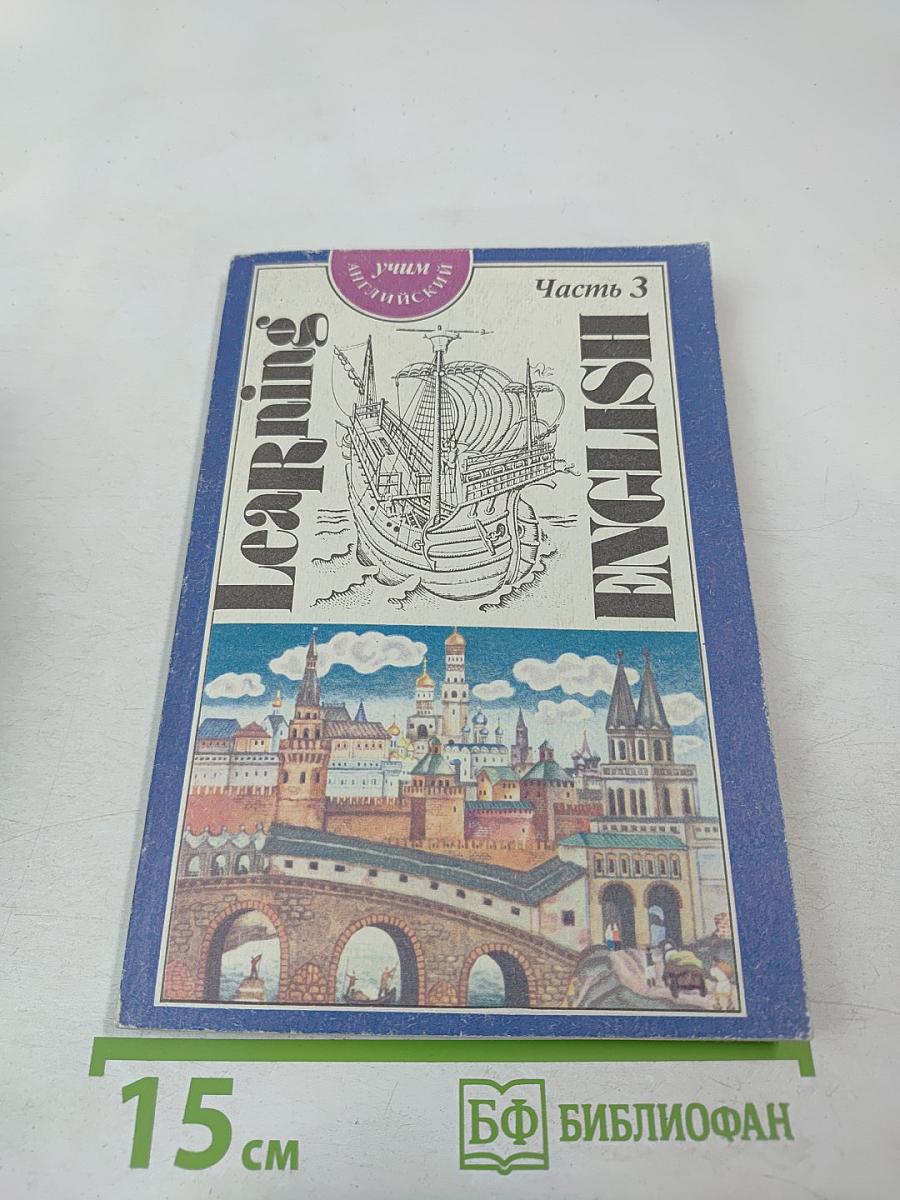 учим
АНГЛИЙСКИЙ
Часть 3
LeaRning
ENGLISH
15 см
БФ БИБЛИОФАН